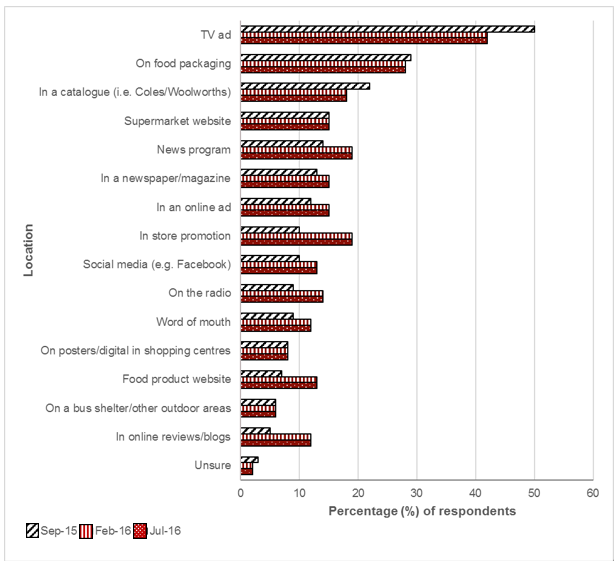 TV ad
On food packaging
In a catalogue (i.e. Coles/Woolworths)
Supermarket website
News program
In a newspaper/magazine
In an online ad
In store promotion
Social media (e.g. Facebook)
On the radio
Word of mouth
On posters/digital in shopping centres
Food product website
On a bus shelter/other outdoor areas
In online reviews/blogs
Unsure
Location
0 10 20 30 40 50 60
Percentage (%) of respondents
Sep-15 Feb-16 Jul-16